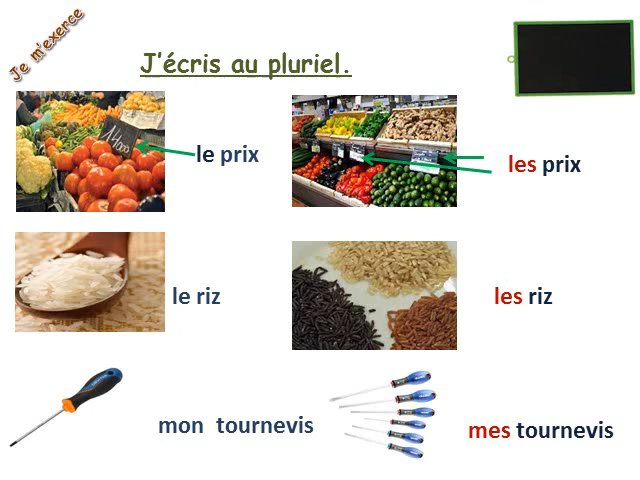 Je m'exerce
J'écris au pluriel.
le prix
les prix
le riz
les riz
mon tournevis
mes tournevis